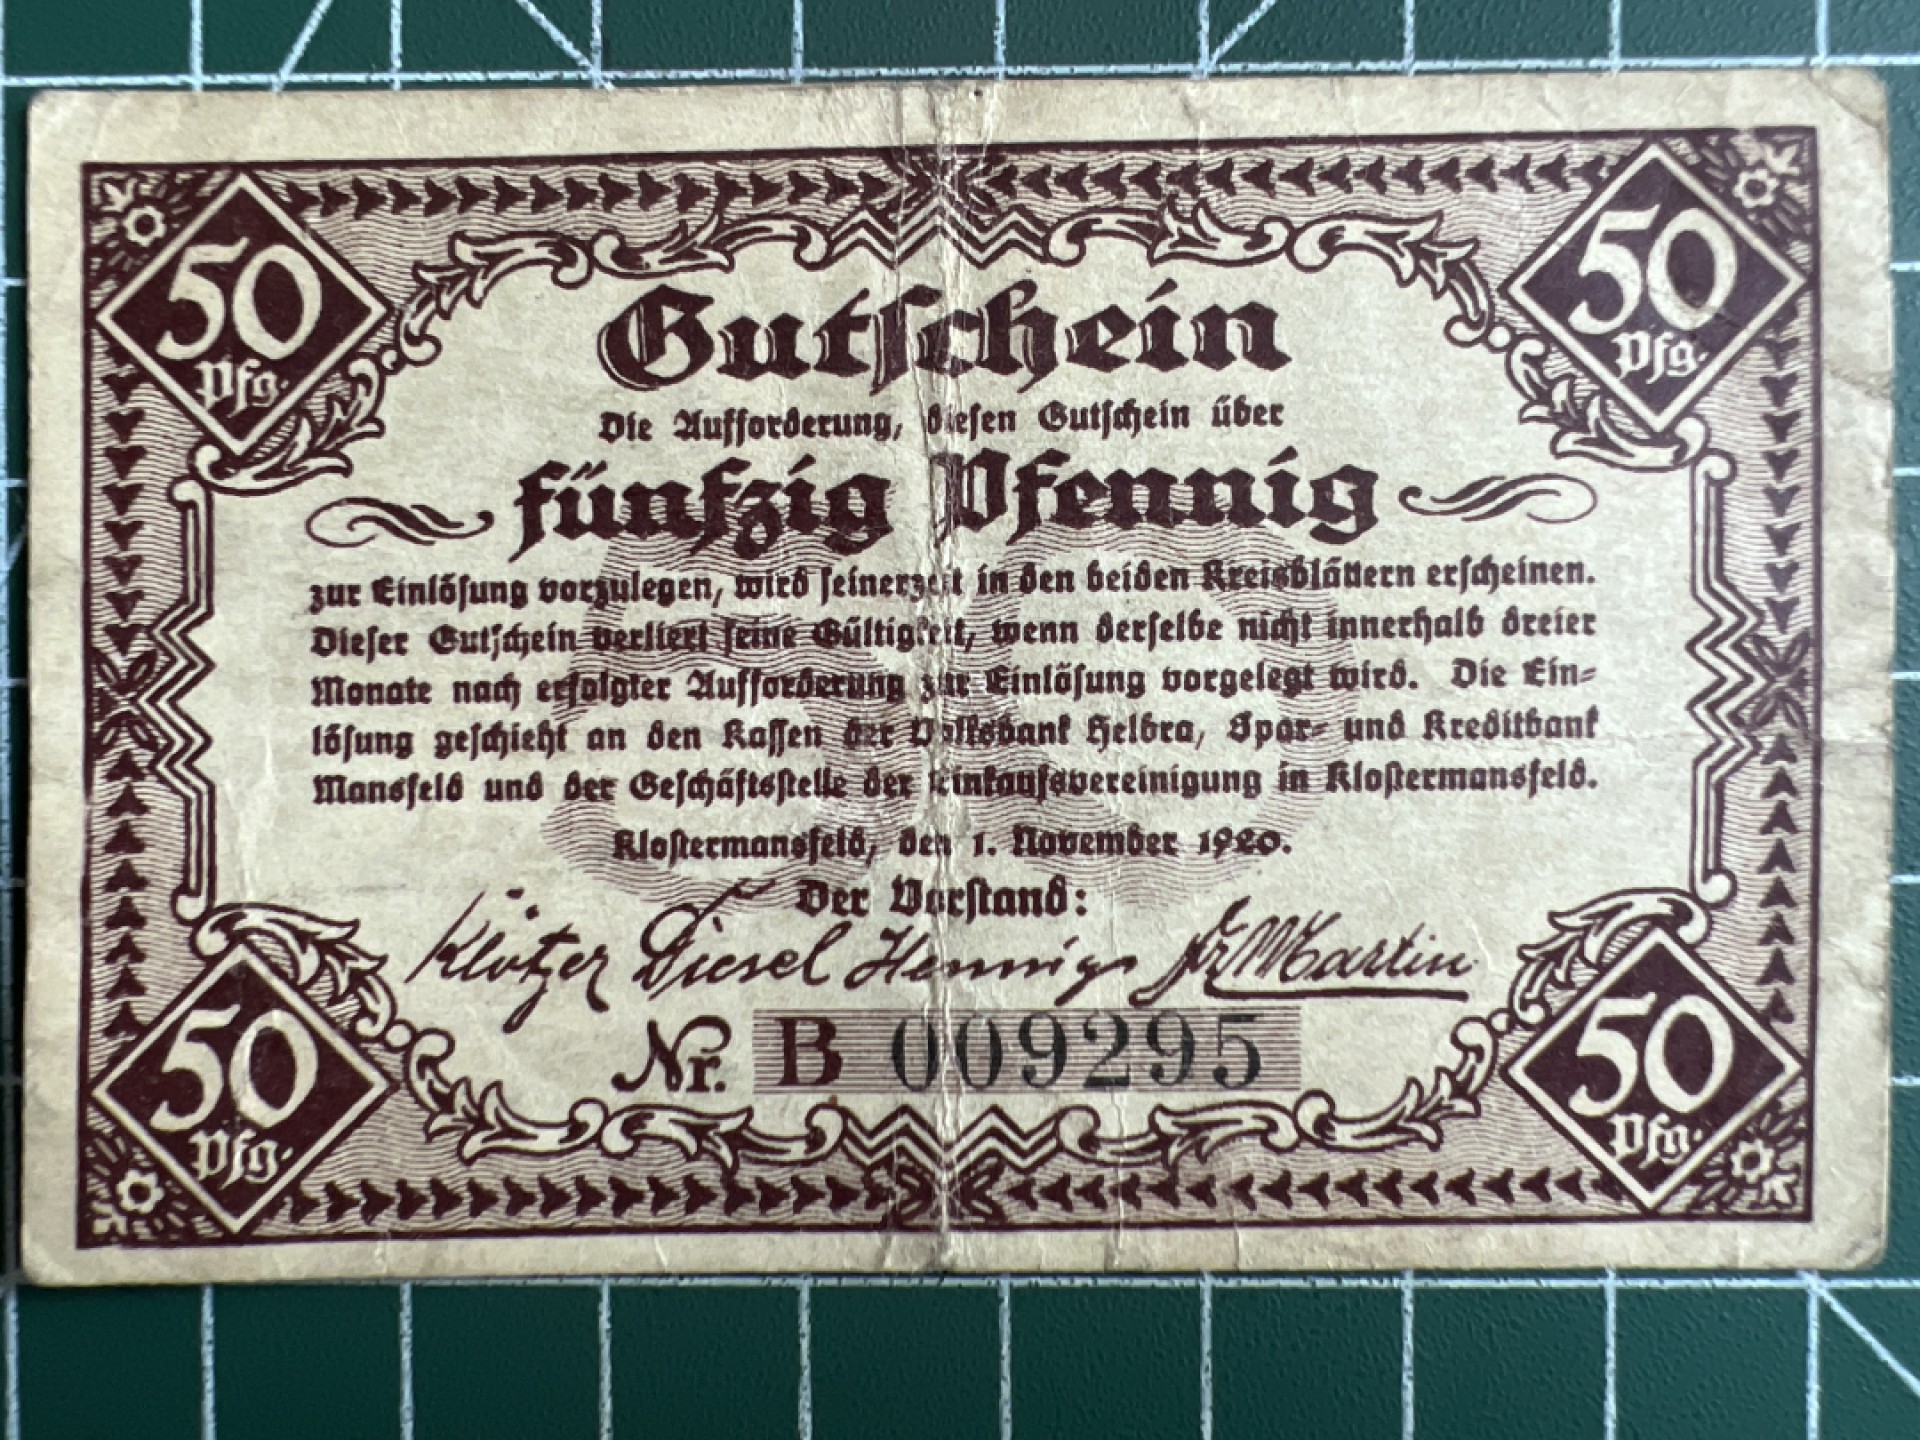 50 Pfg.
50 Pfg.
Gutschein
Die Aufforderung, diesen Gutschein über
fünfzig Pfennig
zur Einlösung vorzulegen, wird seinerzeit in den beiden Kreisblättern erscheinen.
Dieser Gutschein verliert seine Gültigkeit, wenn derselbe nicht innerhalb dreier
Monate nach erfolgter Aufforderung zur Einlösung vorgelegt wird. Die Ein-
lösung geschieht an den Kassen der Volksbank Helbra, Spar- und Kreditbank
Mansfeld und der Geschäftsstelle der Einkaufsvereinigung in Klostermansfeld.
Klostermansfeld, den 1. November 1920.
Der Vorstand:
Klötzer Diesel Hennig Fr Martin
Nr. B 009295
50 Pfg.
50 Pfg.